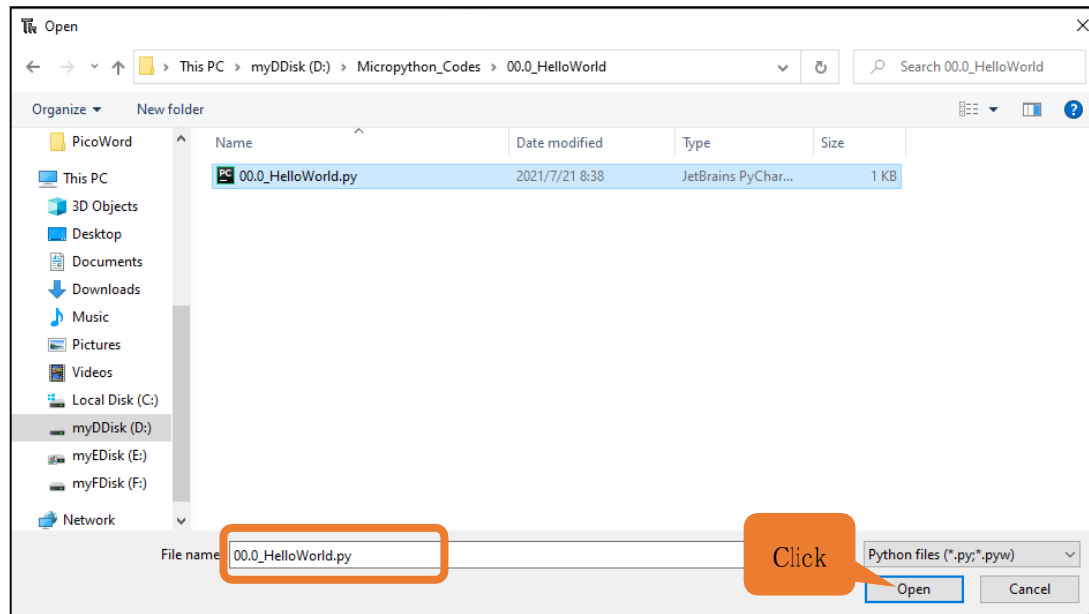 Open
This PC > myDDisk (D:) > Micropython_Codes > 00.0_HelloWorld
Search 00.0_HelloWorld
Organize
New folder
Name
Date modified
Type
Size
PicoWord
This PC
3D Objects
Desktop
Documents
Downloads
Music
Pictures
Videos
Local Disk (C:)
myDDisk (D:)
myEDisk (E:)
myFDisk (F:)
Network
PC 00.0_HelloWorld.py 2021/7/21 8:38 JetBrains PyChar... 1 KB
File name
00.0_HelloWorld.py
Click
Python files (*.py;*.pyw)
Open
Cancel